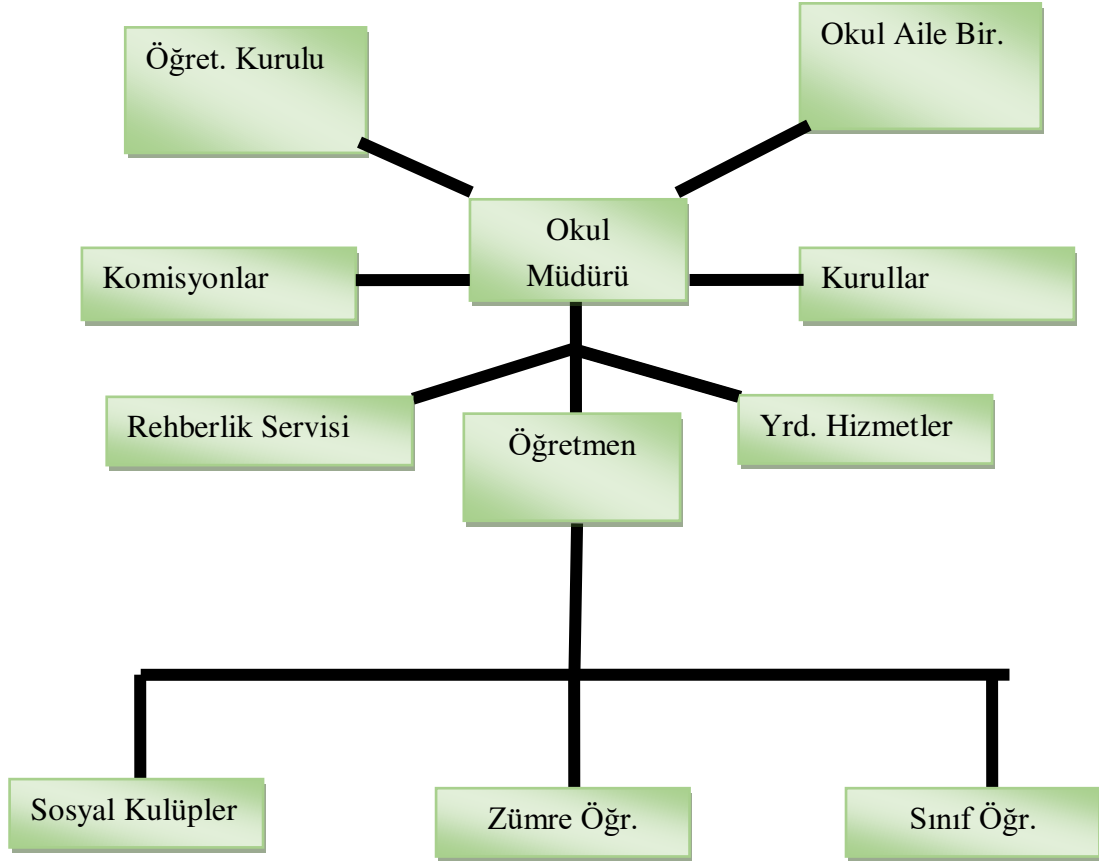 Öğret. Kurulu
Okul Aile Bir.
Okul
Müdürü
Komisyonlar
Kurullar
Rehberlik Servisi
Öğretmen
Yrd. Hizmetler
Sosyal Kulüpler
Zümre Öğr.
Sınıf Öğr.